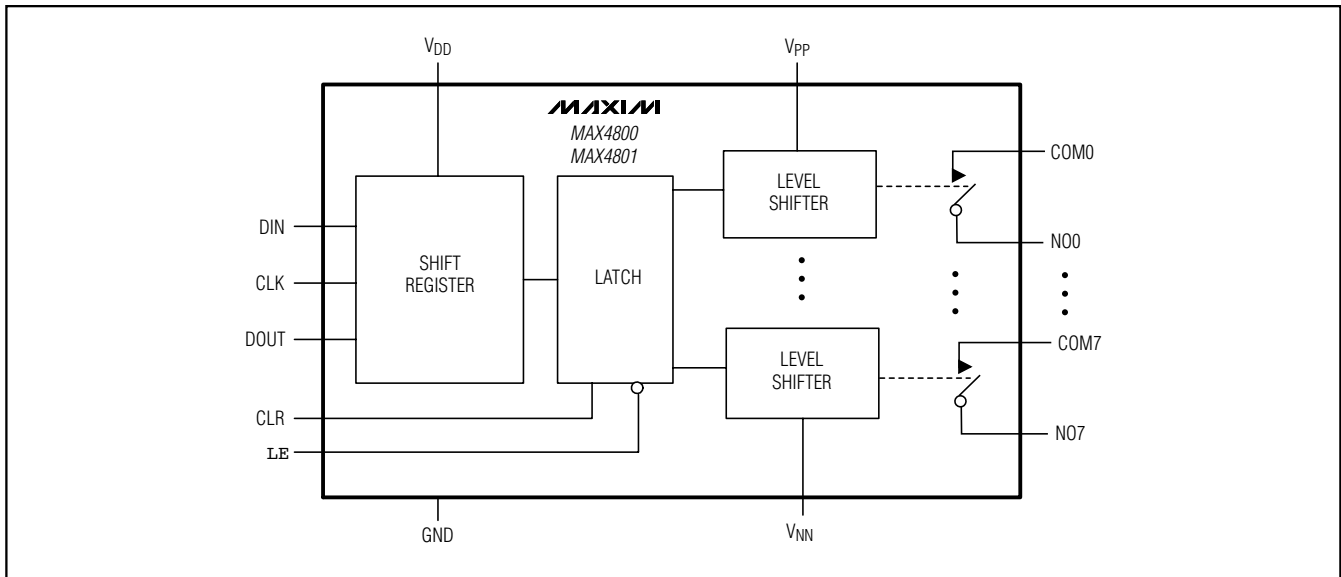 VDD
VPP
MAXIM
MAX4800
MAX4801
COM0
LEVEL
SHIFTER
DIN
NO0
SHIFT
REGISTER
LATCH
CLK
DOUT
COM7
LEVEL
SHIFTER
CLR
NO7
LE
GND
VNN